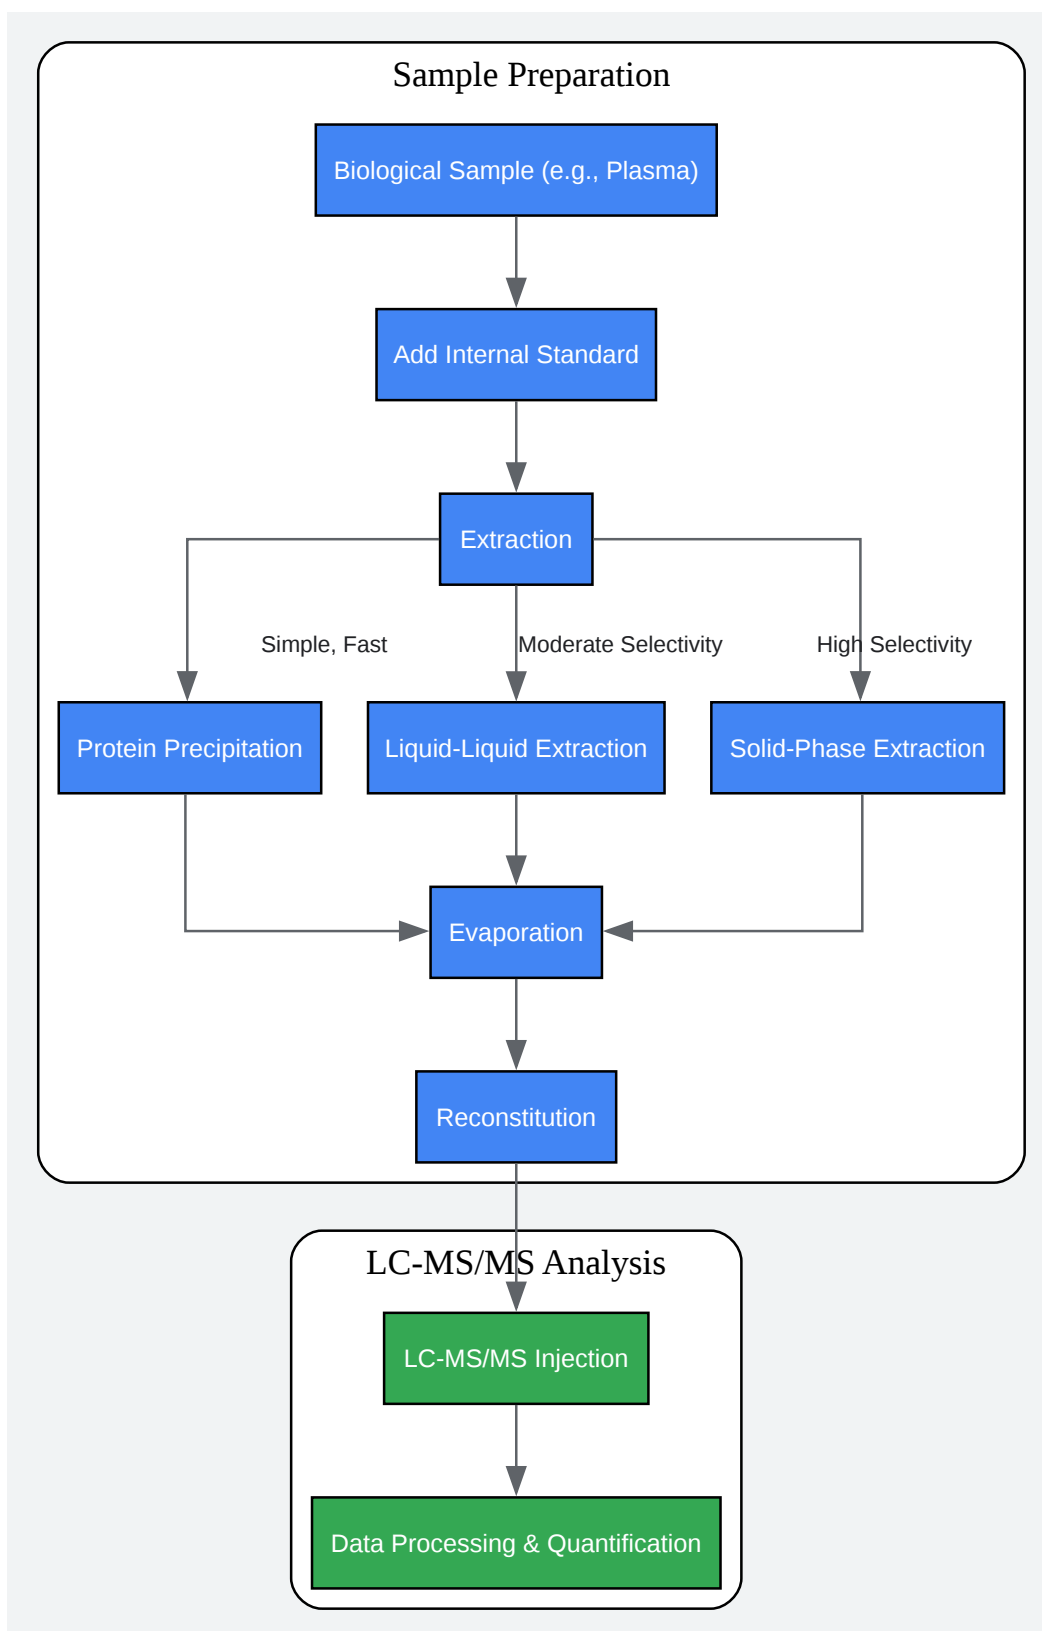 Sample Preparation
Biological Sample (e.g., Plasma)
Add Internal Standard
Extraction
Simple, Fast
Moderate Selectivity
High Selectivity
Protein Precipitation
Liquid-Liquid Extraction
Solid-Phase Extraction
Evaporation
Reconstitution
LC-MS/MS Analysis
LC-MS/MS Injection
Data Processing & Quantification